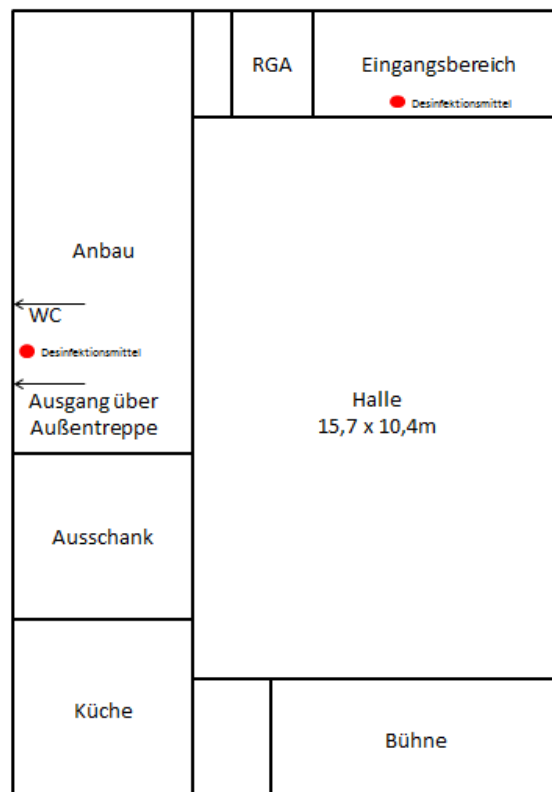 RGA
Eingangsbereich
Desinfektionsmittel
Anbau
WC
Desinfektionsmittel
Ausgang über
Außentreppe
Halle
15,7 x 10,4m
Ausschank
Küche
Bühne